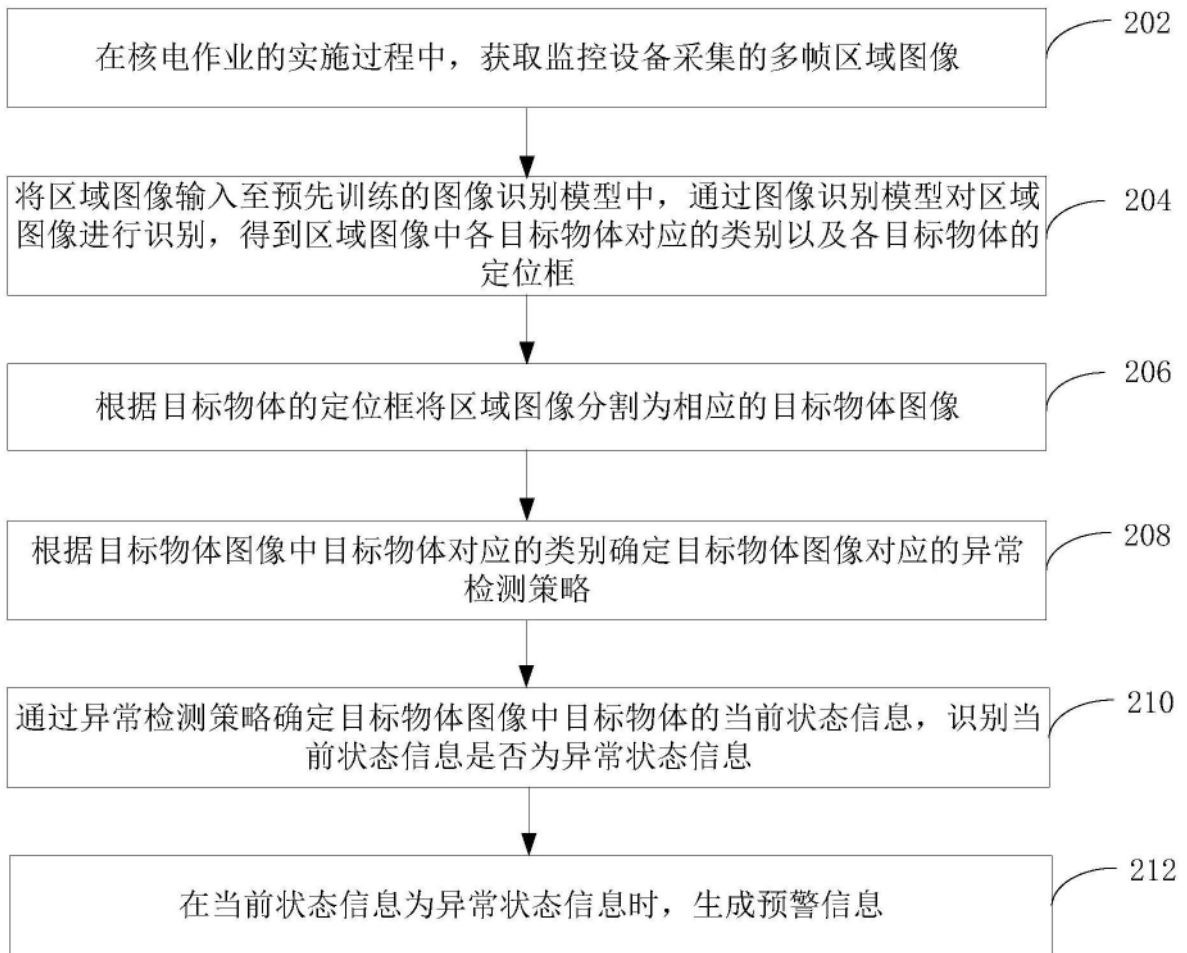 在核电作业的实施过程中，获取监控设备采集的多帧区域图像
202
将区域图像输入至预先训练的图像识别模型中，通过图像识别模型对区域
图像进行识别，得到区域图像中各目标物体对应的类别以及各目标物体的
定位框
204
根据目标物体的定位框将区域图像分割为相应的目标物体图像
206
根据目标物体图像中目标物体对应的类别确定目标物体图像对应的异常
检测策略
208
通过异常检测策略确定目标物体图像中目标物体的当前状态信息，识别当
前状态信息是否为异常状态信息
210
在当前状态信息为异常状态信息时，生成预警信息
212